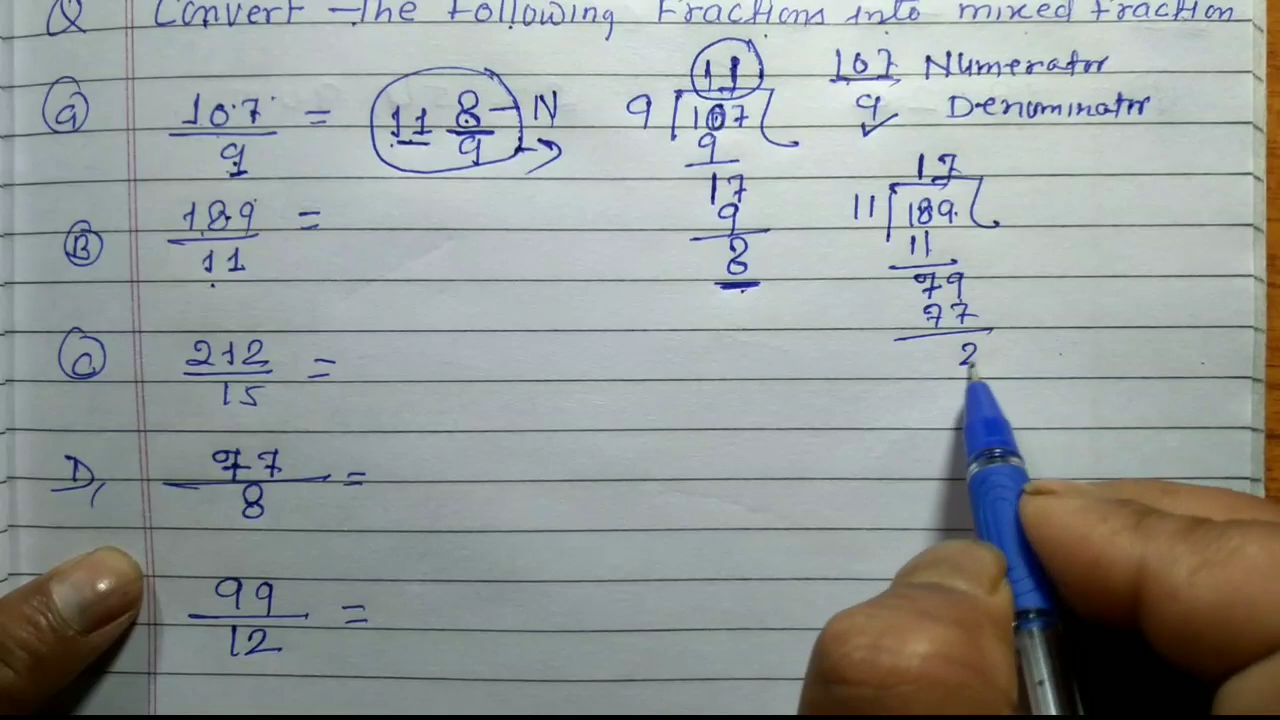 Q Convert the following fractions into mixed fraction
(a) 107/9 = 11 8/9 N
(B) 189/11 =
(C) 212/15 =
D, 77/8 =
99/12 =
11
9 107
9
17
9
8
107 Numerator
9 Denominator
17
11 189
11
79
77
2